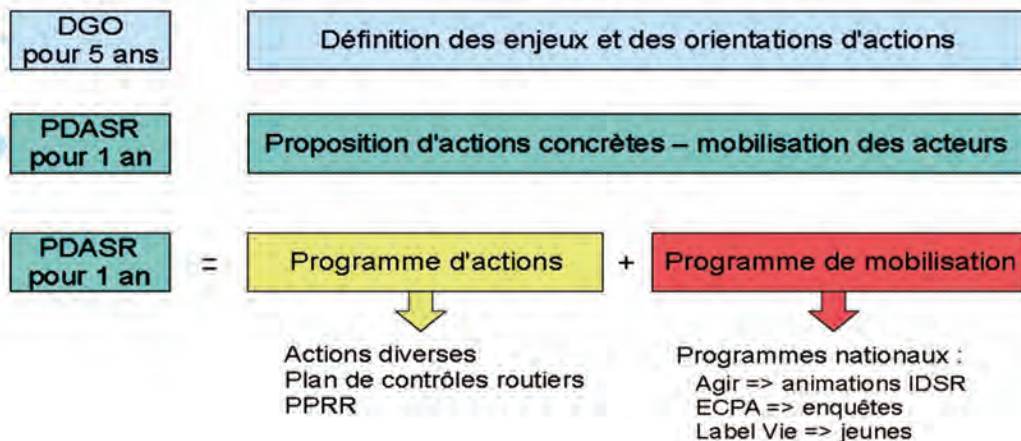 DGO
pour 5 ans
Définition des enjeux et des orientations d'actions
PDASR
pour 1 an
Proposition d'actions concrètes – mobilisation des acteurs
PDASR
pour 1 an
=
Programme d'actions
+
Programme de mobilisation
Actions diverses
Plan de contrôles routiers
PPRR
Programmes nationaux :
Agir => animations IDSR
ECPA => enquêtes
Label Vie => jeunes